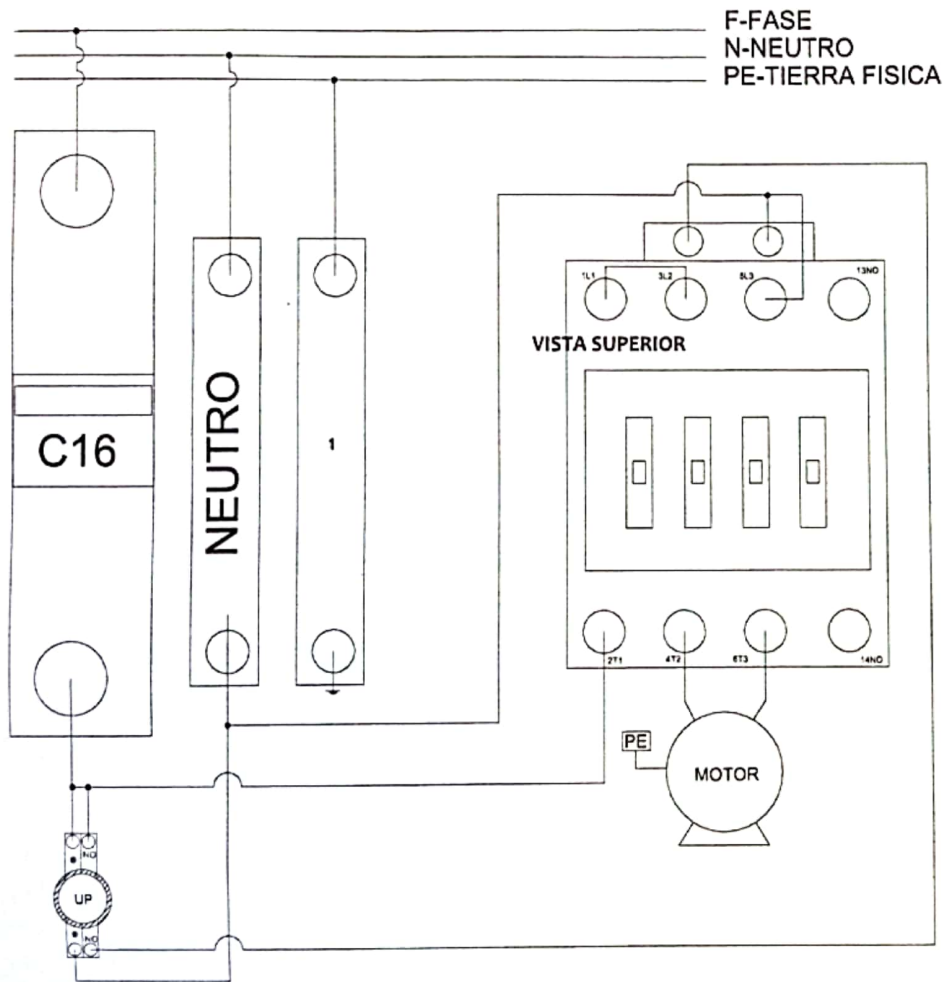 F-FASE
N-NEUTRO
PE-TIERRA FISICA
1L1 3L2 5L3 13NO
VISTA SUPERIOR
C16
NEUTRO
1
2T1 4T2 6T3 14NO
PE
MOTOR
NO
UP
NO